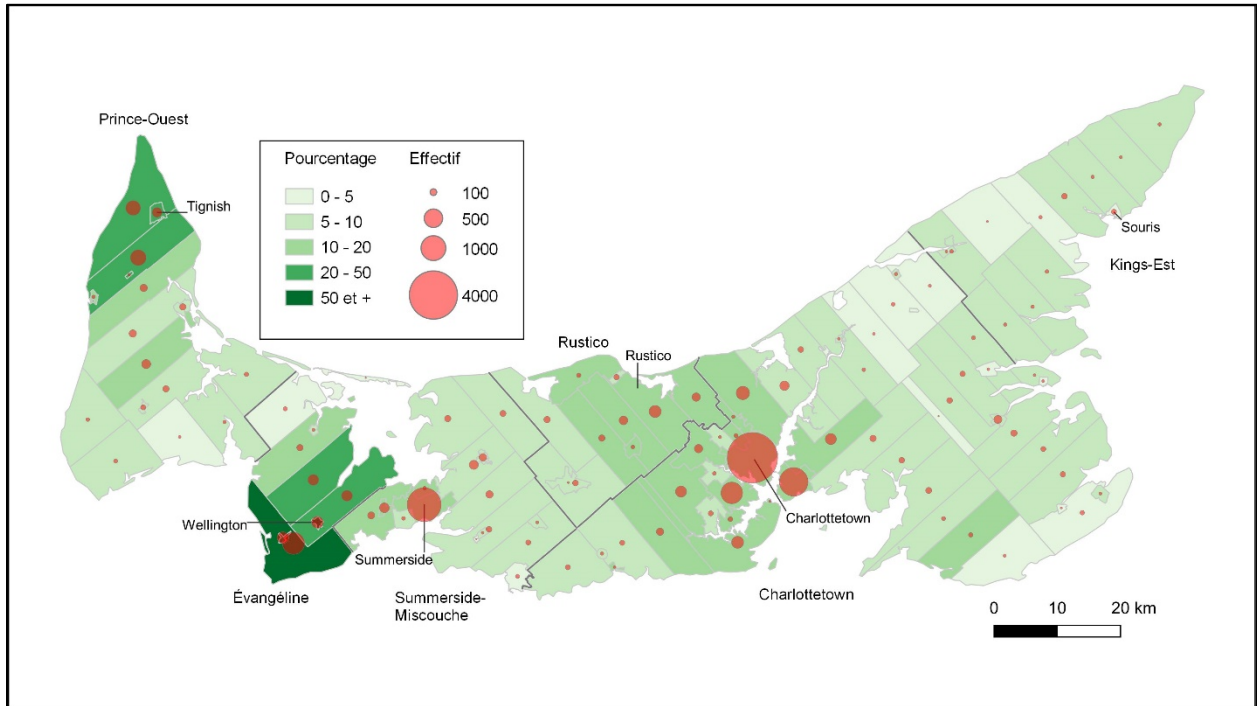 Prince-Ouest
Tignish
Pourcentage
0 - 5
5 - 10
10 - 20
20 - 50
50 et +
Effectif
100
500
1000
4000
Souris
Kings-Est
Rustico
Rustico
Wellington
Summerside
Charlottetown
Évangéline
Summerside-
Miscouche
Charlottetown
0 10 20 km